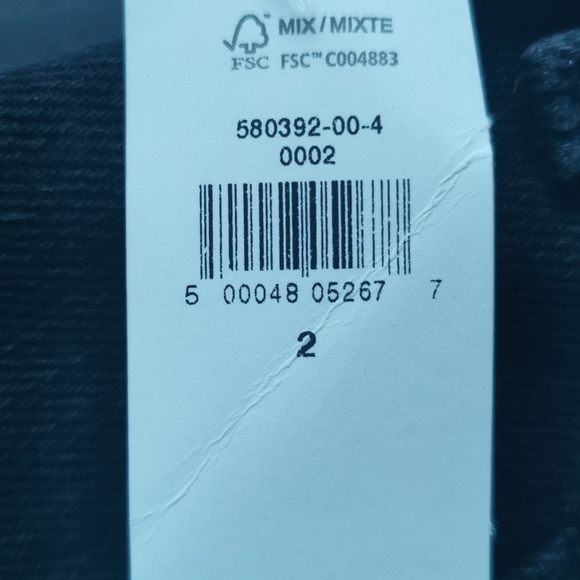 MIX / MIXTE
FSC FSC™ C004883
580392-00-4
0002
5 00048 05267 7
2